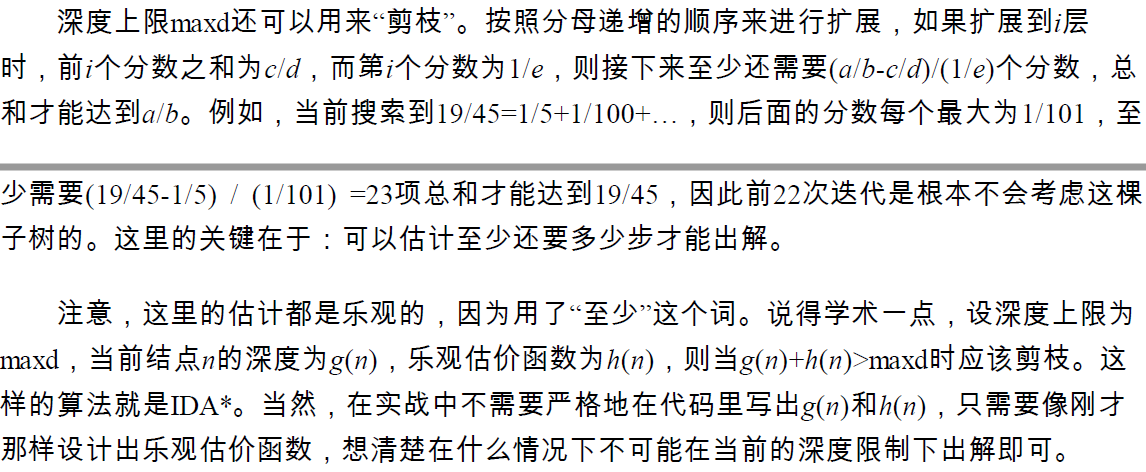 深度上限maxd还可以用来“剪枝”。按照分母递增的顺序来进行扩展，如果扩展到i层
时，前i个分数之和为c/d，而第i个分数为1/e，则接下来至少还需要(a/b-c/d)/(1/e)个分数，总
和才能达到a/b。例如，当前搜索到19/45=1/5+1/100+…，则后面的分数每个最大为1/101，至
少需要(19/45-1/5) / (1/101) =23项总和才能达到19/45，因此前22次迭代是根本不会考虑这棵
子树的。这里的关键在于：可以估计至少还要多少步才能出解。
注意，这里的估计都是乐观的，因为用了“至少”这个词。说得学术一点，设深度上限为
maxd，当前结点n的深度为g(n)，乐观估价函数为h(n)，则当g(n)+h(n)>maxd时应该剪枝。这
样的算法就是IDA*。当然，在实战中不需要严格地在代码里写出g(n)和h(n)，只需要像刚才
那样设计出乐观估价函数，想清楚在什么情况下不可能在当前的深度限制下出解即可。